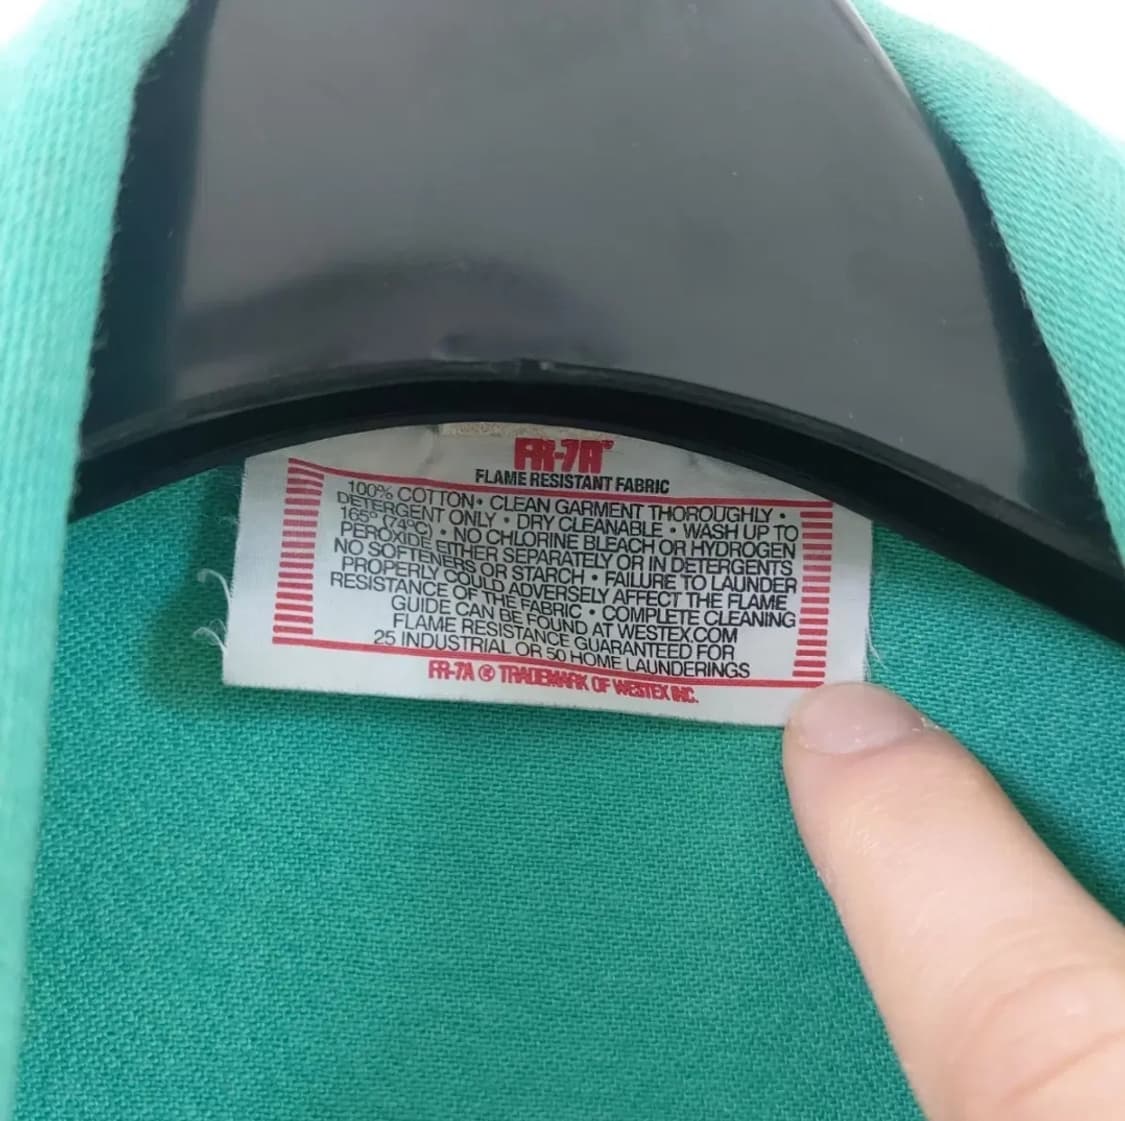 FR-7A®
FLAME RESISTANT FABRIC
100% COTTON • CLEAN GARMENT THOROUGHLY •
DETERGENT ONLY • DRY CLEANABLE • WASH UP TO
165° (74°C) • NO CHLORINE BLEACH OR HYDROGEN
PEROXIDE EITHER SEPARATELY OR IN DETERGENTS
NO SOFTENERS OR STARCH • FAILURE TO LAUNDER
PROPERLY COULD ADVERSELY AFFECT THE FLAME
RESISTANCE OF THE FABRIC • COMPLETE CLEANING
GUIDE CAN BE FOUND AT WESTEX.COM
FLAME RESISTANCE GUARANTEED FOR
25 INDUSTRIAL OR 50 HOME LAUNDERINGS
FR-7A ® TRADEMARK OF WESTEX INC.